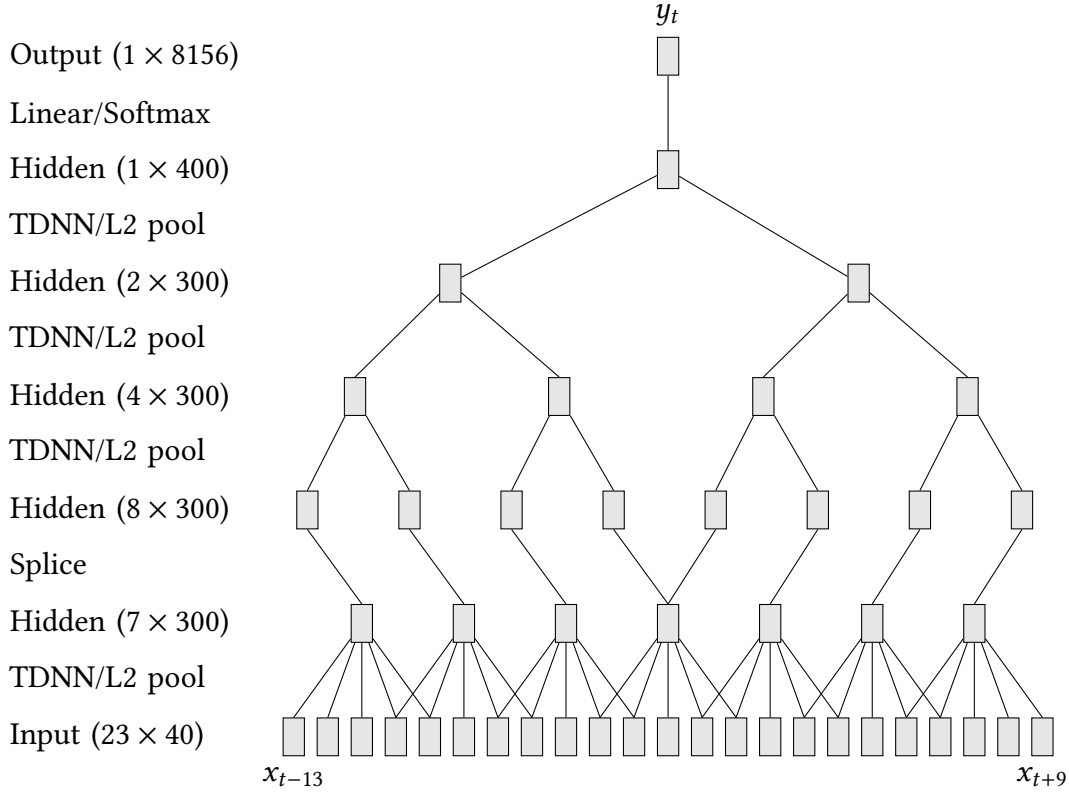 y_t
Output (1 × 8156)
Linear/Softmax
Hidden (1 × 400)
TDNN/L2 pool
Hidden (2 × 300)
TDNN/L2 pool
Hidden (4 × 300)
TDNN/L2 pool
Hidden (8 × 300)
Splice
Hidden (7 × 300)
TDNN/L2 pool
Input (23 × 40)
x_{t−13} x_{t+9}